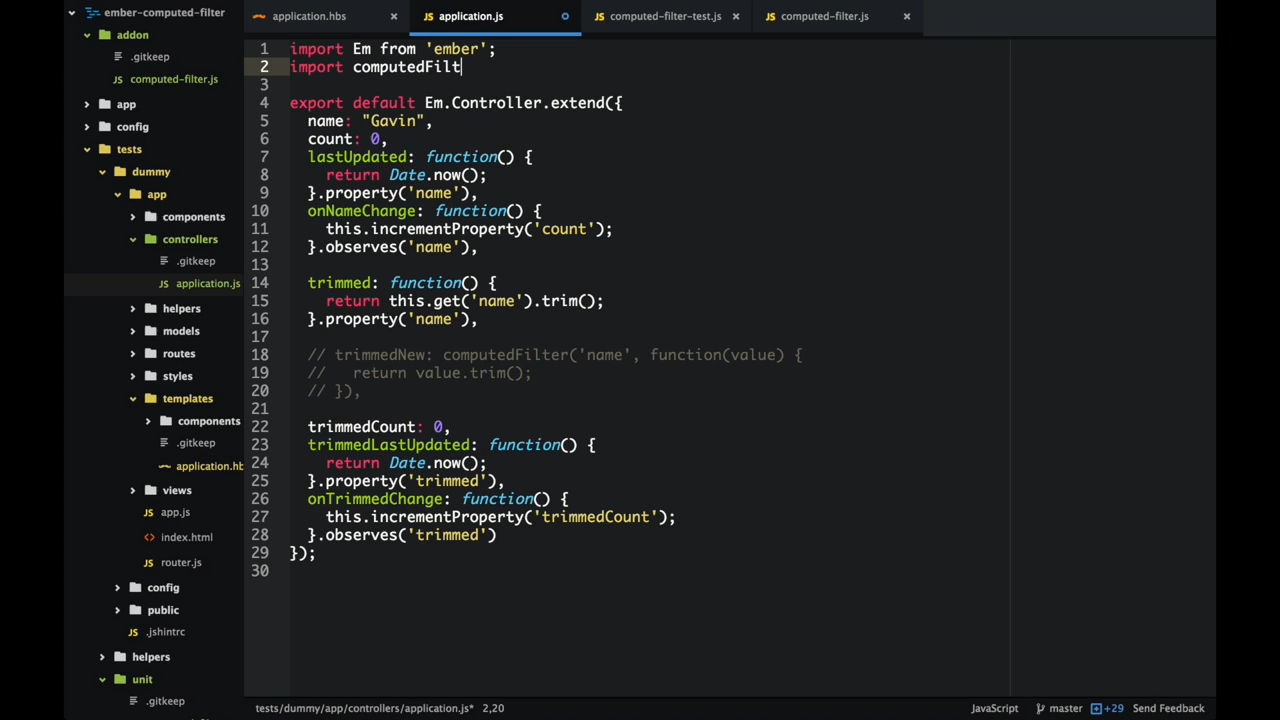 ember-computed-filter
addon
.gitkeep
computed-filter.js
app
config
tests
dummy
app
components
controllers
.gitkeep
application.js
helpers
models
routes
styles
templates
components
.gitkeep
application.hb
views
app.js
index.html
router.js
config
public
.jshintrc
helpers
unit
.gitkeep
application.hbs
application.js
computed-filter-test.js
computed-filter.js
1 import Em from 'ember';
2 import computedFilt
3
4 export default Em.Controller.extend({
5 name: "Gavin",
6 count: 0,
7 lastUpdated: function() {
8 return Date.now();
9 }.property('name'),
10 onNameChange: function() {
11 this.incrementProperty('count');
12 }.observes('name'),
13
14 trimmed: function() {
15 return this.get('name').trim();
16 }.property('name'),
17
18 // trimmedNew: computedFilter('name', function(value) {
19 //   return value.trim();
20 // }),
21
22 trimmedCount: 0,
23 trimmedLastUpdated: function() {
24 return Date.now();
25 }.property('trimmed'),
26 onTrimmedChange: function() {
27 this.incrementProperty('trimmedCount');
28 }.observes('trimmed')
29 });
30
tests/dummy/app/controllers/application.js* 2,20
JavaScript master +29 Send Feedback